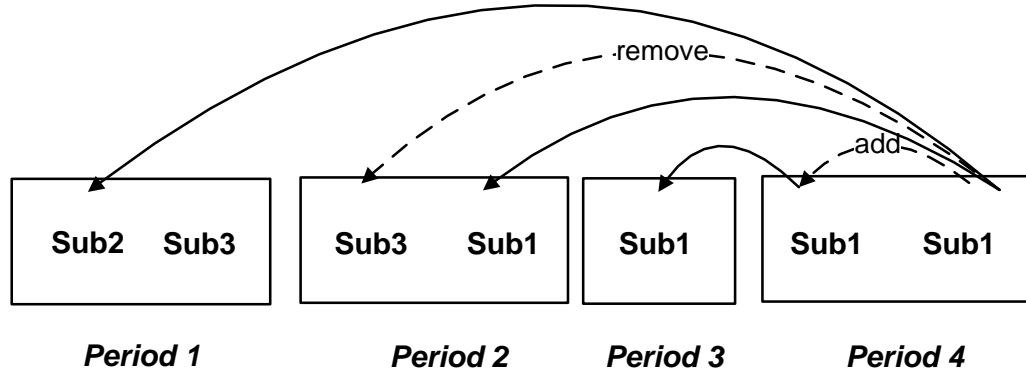 remove
add
Sub2 Sub3 Sub3 Sub1 Sub1 Sub1 Sub1
Period 1 Period 2 Period 3 Period 4